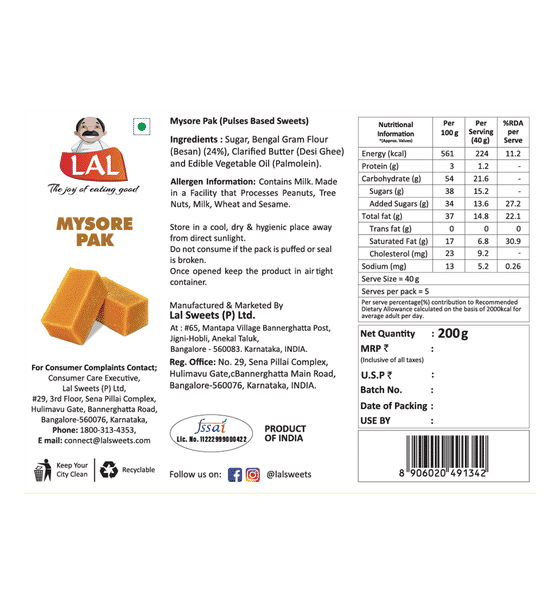 LAL
The joy of eating good
MYSORE
PAK
For Consumer Complaints Contact;
Consumer Care Executive,
Lal Sweets (P) Ltd,
#29, 3rd Floor, Sena Pillai Complex,
Hulimavu Gate, Bannerghatta Road,
Bangalore-560076, Karnataka,
Phone: 1800-313-4353,
E mail: connect@lalsweets.com
Keep Your
City Clean
Recyclable
Mysore Pak (Pulses Based Sweets)
Ingredients : Sugar, Bengal Gram Flour
(Besan) (24%), Clarified Butter (Desi Ghee)
and Edible Vegetable Oil (Palmolein).
Allergen Information: Contains Milk. Made
in a Facility that Processes Peanuts, Tree
Nuts, Milk, Wheat and Sesame.
Store in a cool, dry & hygienic place away
from direct sunlight.
Do not consume if the pack is puffed or seal
is broken.
Once opened keep the product in air tight
container.
Manufactured & Marketed By
Lal Sweets (P) Ltd.
At : #65, Mantapa Village Bannerghatta Post,
Jigni-Hobli, Anekal Taluk,
Bangalore - 560083. Karnataka, INDIA.
Reg. Office: No. 29, Sena Pillai Complex,
Hulimavu Gate,cBannerghatta Main Road,
Bangalore-560076, Karnataka, INDIA.
fssai
Lic. No. 11222999000422
PRODUCT
OF INDIA
Follow us on: @lalsweets
Nutritional Information *(Approx. Values) Per 100 g Per Serving (40 g) %RDA per Serve
Energy (kcal) 561 224 11.2
Protein (g) 3 1.2 -
Carbohydrate (g) 54 21.6 -
Sugars (g) 38 15.2 -
Added Sugars (g) 34 13.6 27.2
Total fat (g) 37 14.8 22.1
Trans fat (g) 0 0 0
Saturated Fat (g) 17 6.8 30.9
Cholesterol (mg) 23 9.2 -
Sodium (mg) 13 5.2 0.26
Serve Size = 40 g
Serves per pack = 5
Per serve percentage(%) contribution to Recommended
Dietary Allowance calculated on the basis of 2000kcal for
average adult per day.
Net Quantity : 200g
MRP ₹ :
(Inclusive of all taxes)
U.S.P ₹ :
Batch No. :
Date of Packing :
USE BY :
8 906020 491342